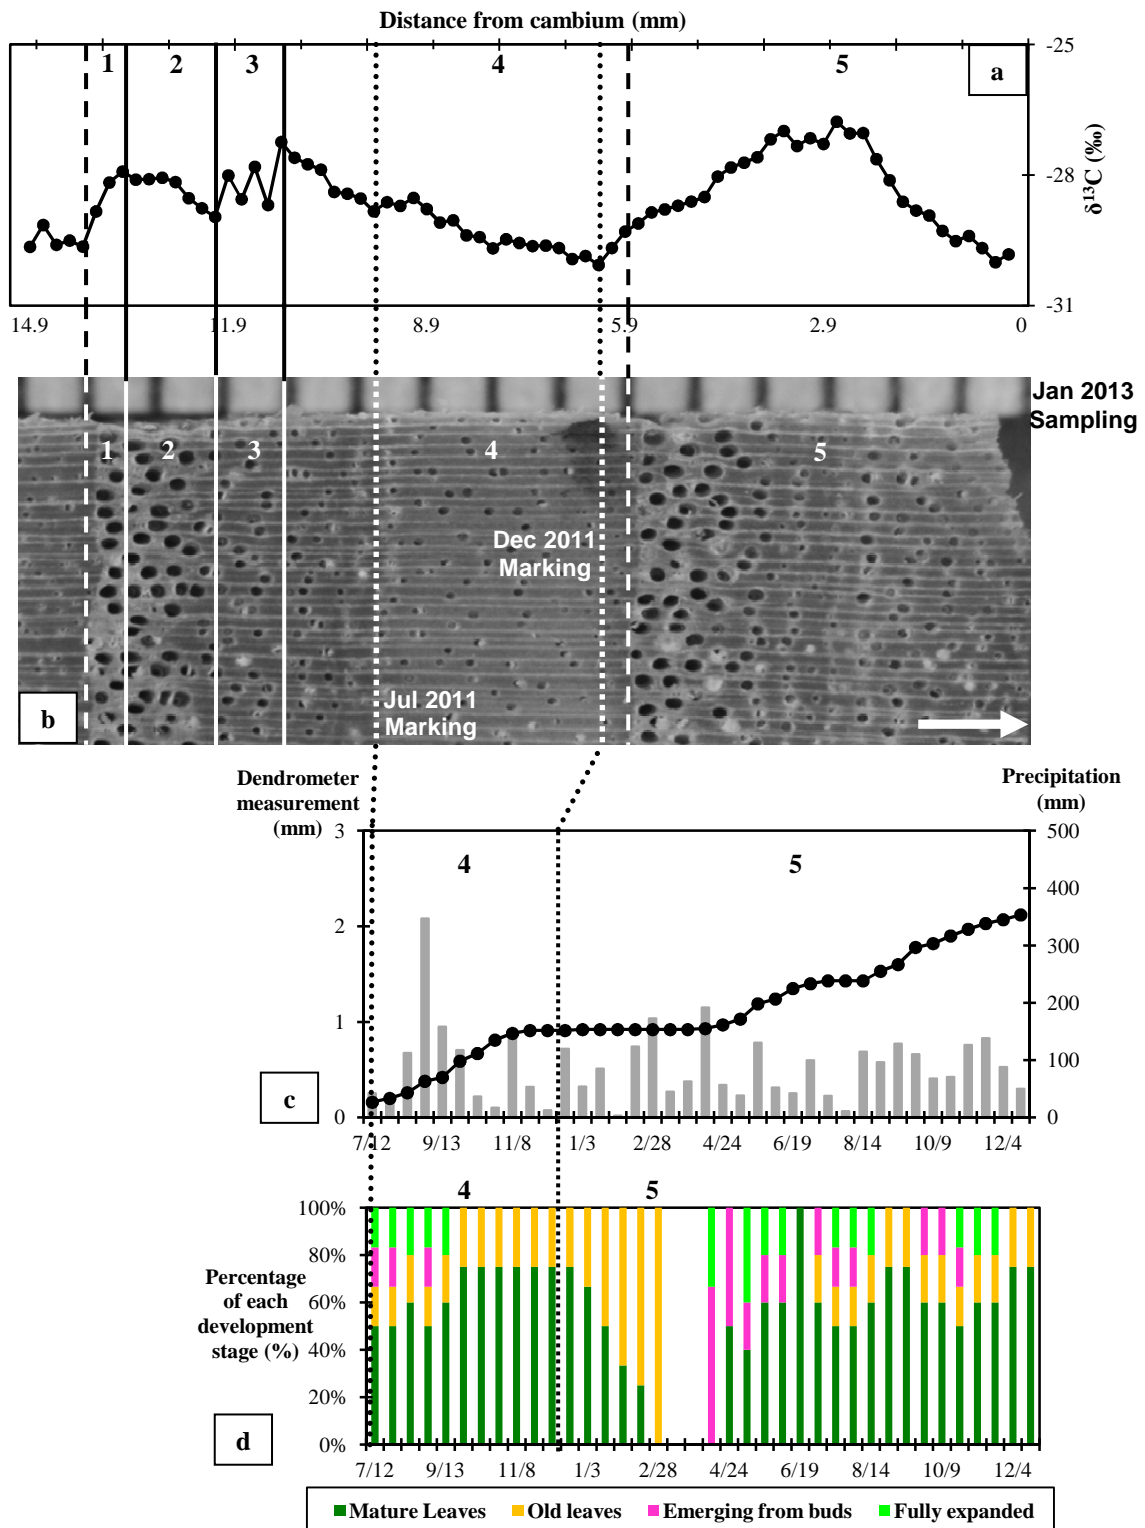 Distance from cambium (mm)
1 2 3 4 5
a
-25
-28
-31
δ13C (‰)
14.9 11.9 8.9 5.9 2.9 0
Jan 2013
Sampling
1 2 3 4 5
Dec 2011
Marking
Jul 2011
Marking
b
Dendrometer
measurement
(mm)
Precipitation
(mm)
3
2
1
0
4 5
500
400
300
200
100
0
c
7/12 9/13 11/8 1/3 2/28 4/24 6/19 8/14 10/9 12/4
4 5
100%
80%
60%
40%
20%
0%
Percentage
of each
development
stage (%)
d
7/12 9/13 11/8 1/3 2/28 4/24 6/19 8/14 10/9 12/4
Mature Leaves Old leaves Emerging from buds Fully expanded